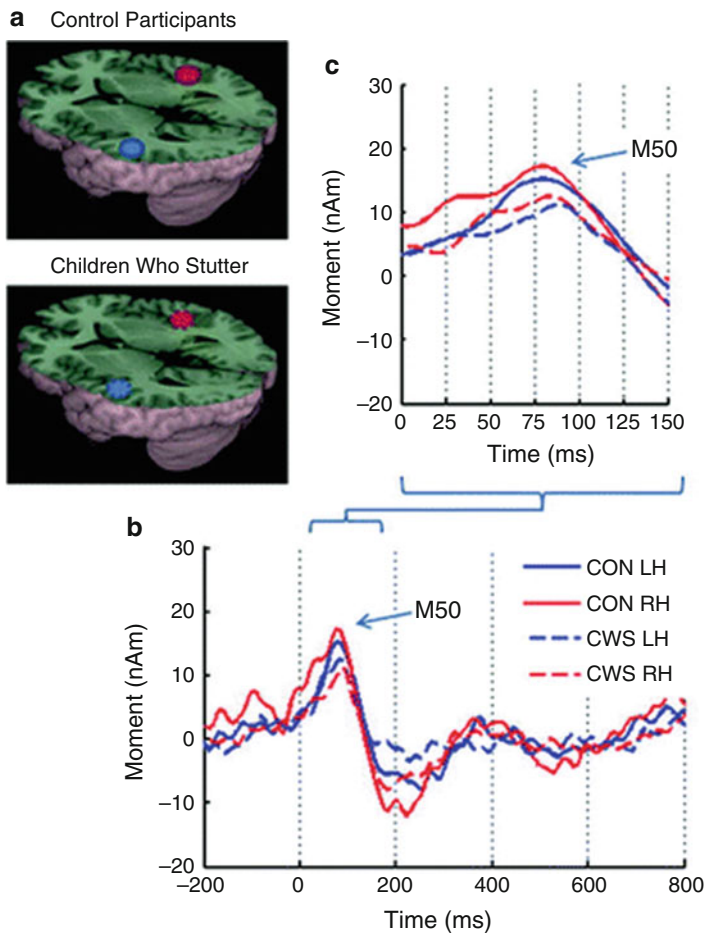 a Control Participants
Children Who Stutter
c
30
20
10
0
–10
–20
Moment (nAm)
M50
0 25 50 75 100 125 150
Time (ms)
b
30
20
10
0
–10
–20
Moment (nAm)
M50
CON LH
CON RH
CWS LH
CWS RH
–200 0 200 400 600 800
Time (ms)